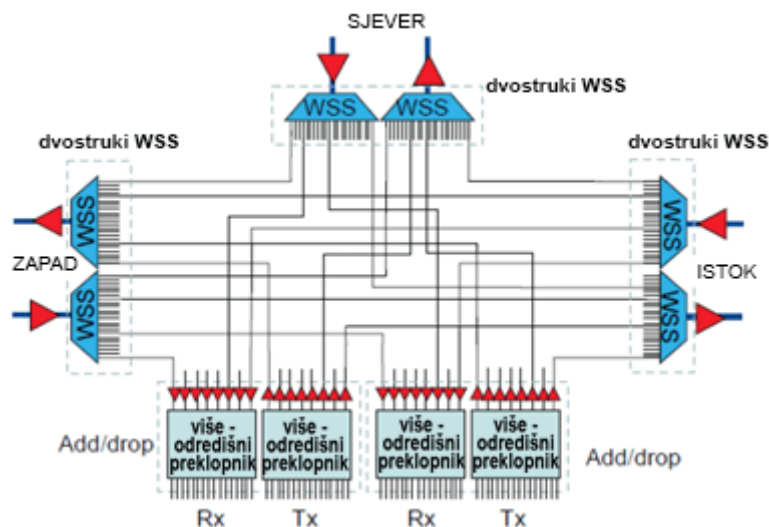 SJEVER
dvostruki WSS
WSS
WSS
dvostruki WSS
dvostruki WSS
WSS
WSS
ZAPAD
ISTOK
WSS
WSS
Add/drop
više -
odredišni
preklopnik
više -
odredišni
preklopnik
više -
odredišni
preklopnik
više -
odredišni
preklopnik
Add/drop
Rx
Tx
Rx
Tx